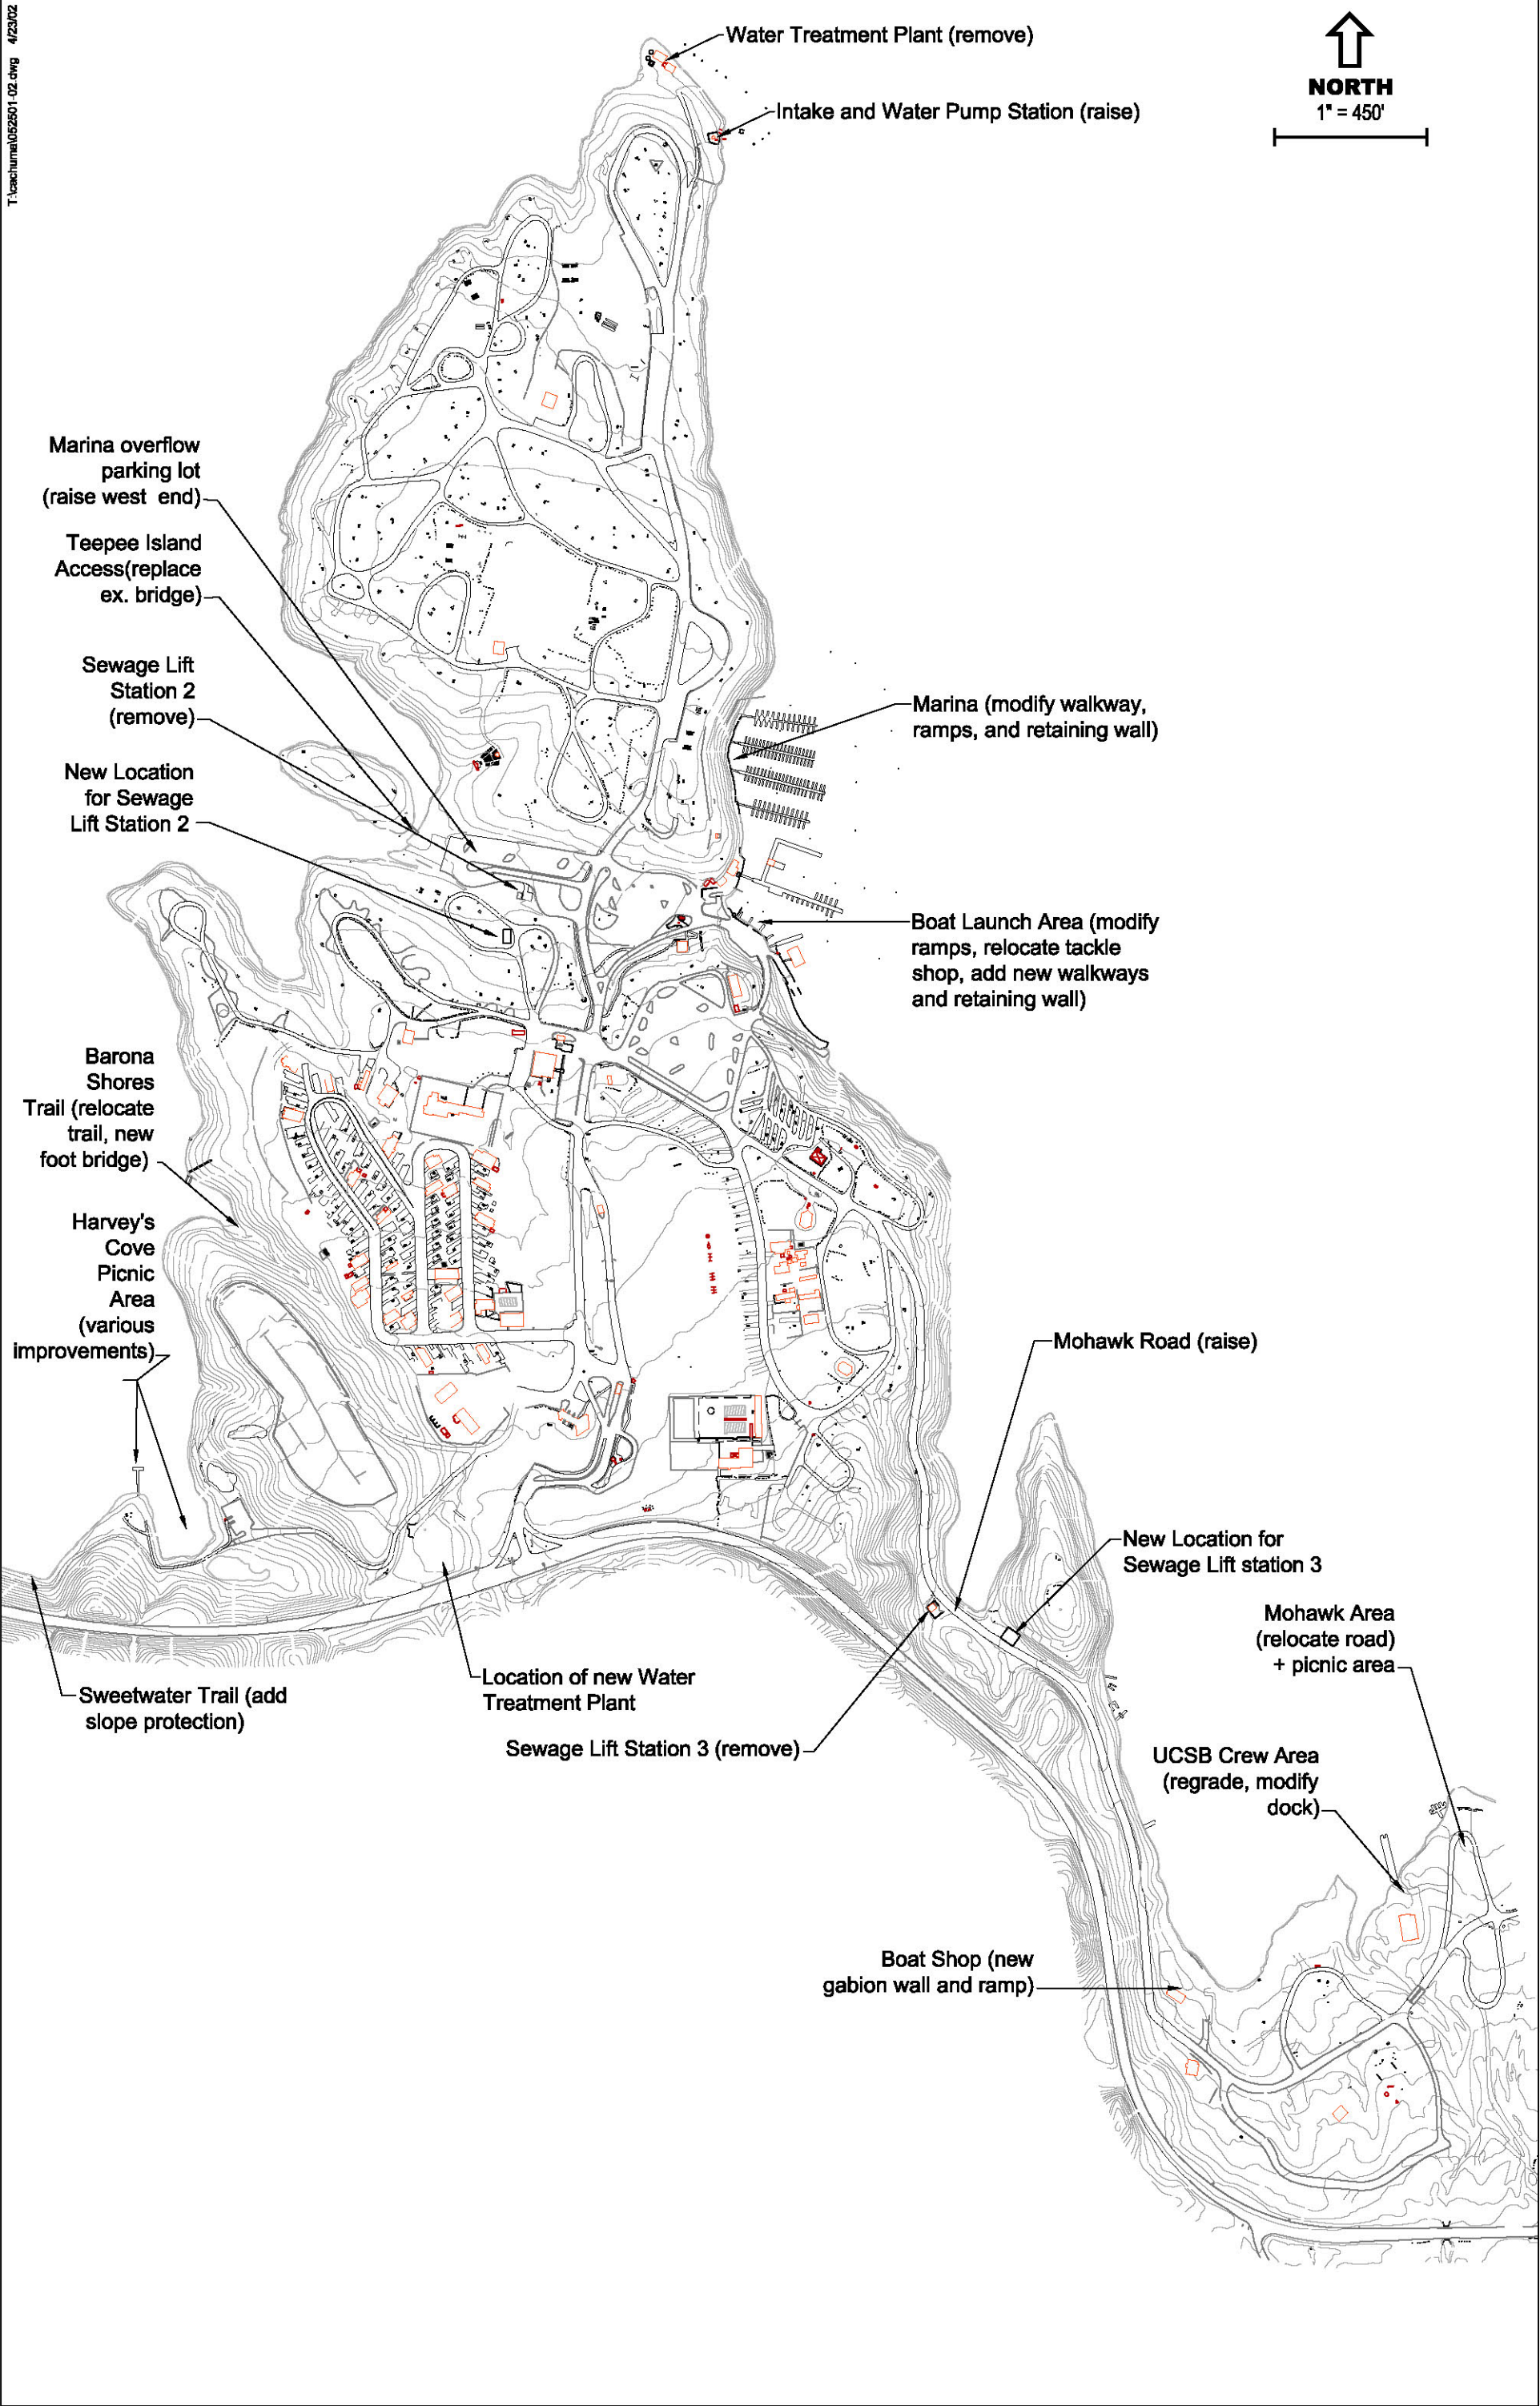 T:\cachuma\0525501-02.dwg 4/23/02
Water Treatment Plant (remove)
NORTH
1" = 450'
Intake and Water Pump Station (raise)
Marina overflow
parking lot
(raise west end)
Teepee Island
Access(replace
ex. bridge)
Sewage Lift
Station 2
(remove)
New Location
for Sewage
Lift Station 2
Marina (modify walkway,
ramps, and retaining wall)
Boat Launch Area (modify
ramps, relocate tackle
shop, add new walkways
and retaining wall)
Barona
Shores
Trail (relocate
trail, new
foot bridge)
Harvey's
Cove
Picnic
Area
(various
improvements)
Mohawk Road (raise)
New Location for
Sewage Lift station 3
Mohawk Area
(relocate road)
+ picnic area
Sweetwater Trail (add
slope protection)
Location of new Water
Treatment Plant
Sewage Lift Station 3 (remove)
UCSB Crew Area
(regrade, modify
dock)
Boat Shop (new
gabion wall and ramp)